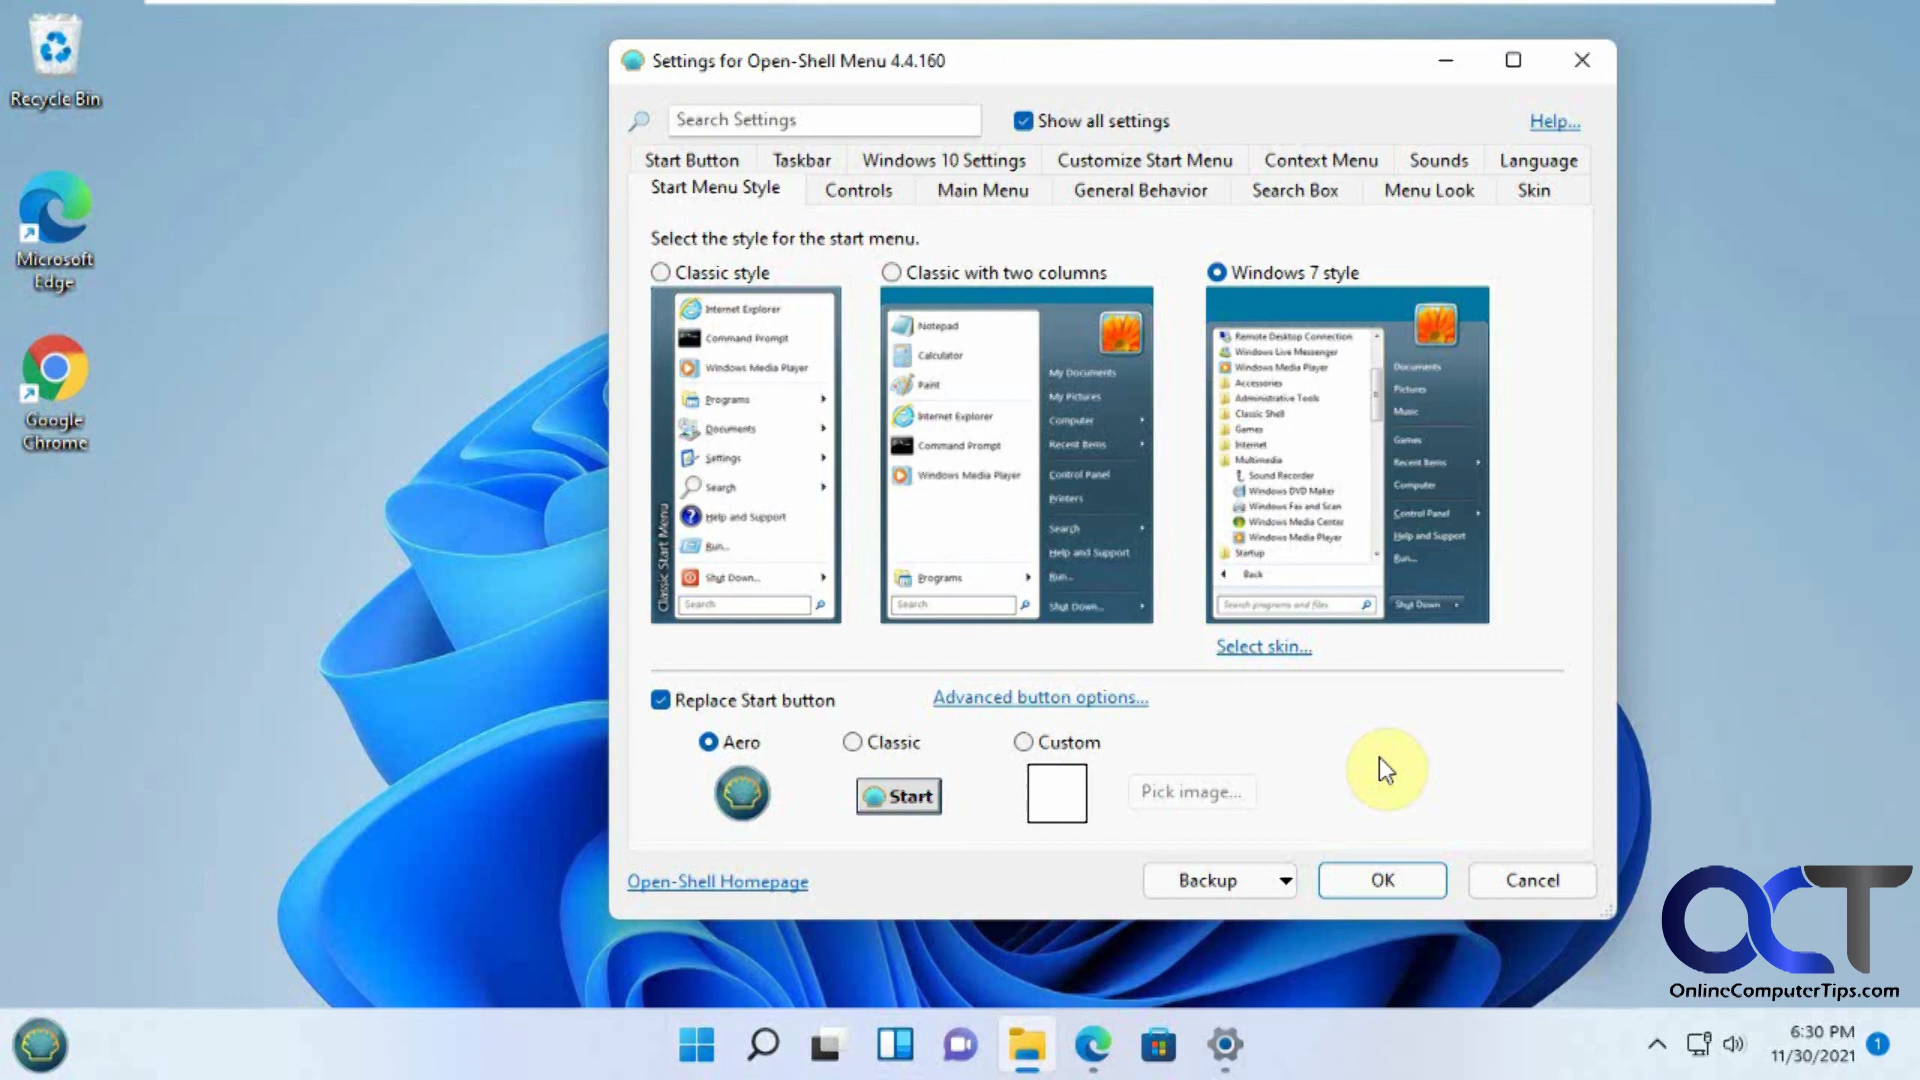 Recycle Bin
Microsoft
Edge
Google
Chrome
Settings for Open-Shell Menu 4.4.160
Search Settings
Show all settings
Help...
Start Button Taskbar Windows 10 Settings Customize Start Menu Context Menu Sounds Language
Start Menu Style Controls Main Menu General Behavior Search Box Menu Look Skin
Select the style for the start menu.
Classic style
Internet Explorer
Command Prompt
Windows Media Player
Programs
Documents
Settings
Search
Help and Support
Run...
Shut Down...
Search
Classic Start Menu
Classic with two columns
Notepad
Calculator
Paint
Internet Explorer
Command Prompt
Windows Media Player
Programs
Search
My Documents
My Pictures
Computer
Recent Items
Control Panel
Printers
Search
Help and Support
Run...
Shut Down...
Windows 7 style
Remote Desktop Connection
Windows Live Messenger
Windows Media Player
Accessories
Administrative Tools
Classic Shell
Games
Internet
Multimedia
Sound Recorder
Windows DVD Maker
Windows Fax and Scan
Windows Media Center
Windows Media Player
Startup
Back
Search programs and files
Documents
Pictures
Music
Games
Recent Items
Computer
Control Panel
Help and Support
Run...
Shut Down
Select skin...
Replace Start button
Advanced button options...
Aero
Classic
Custom
Start
Pick image...
Open-Shell Homepage
Backup
OK
Cancel
OCT
OnlineComputerTips.com
6:30 PM
11/30/2021
1